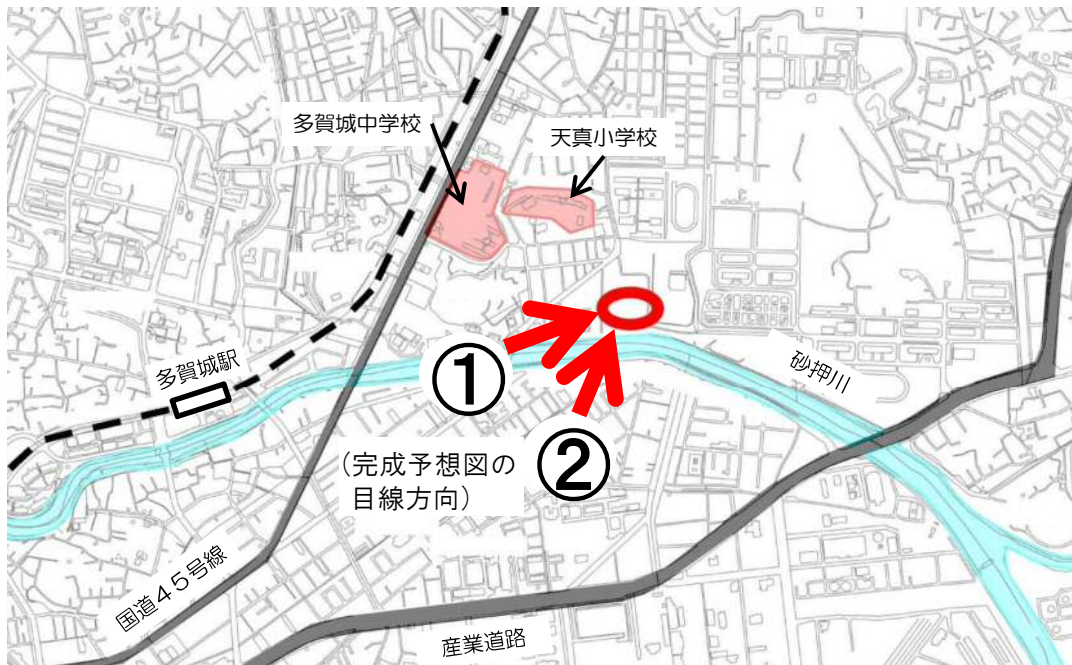 多賀城中学校
天真小学校
多賀城駅
砂押川
①
②
（完成予想図の
目線方向）
国道４５号線
産業道路